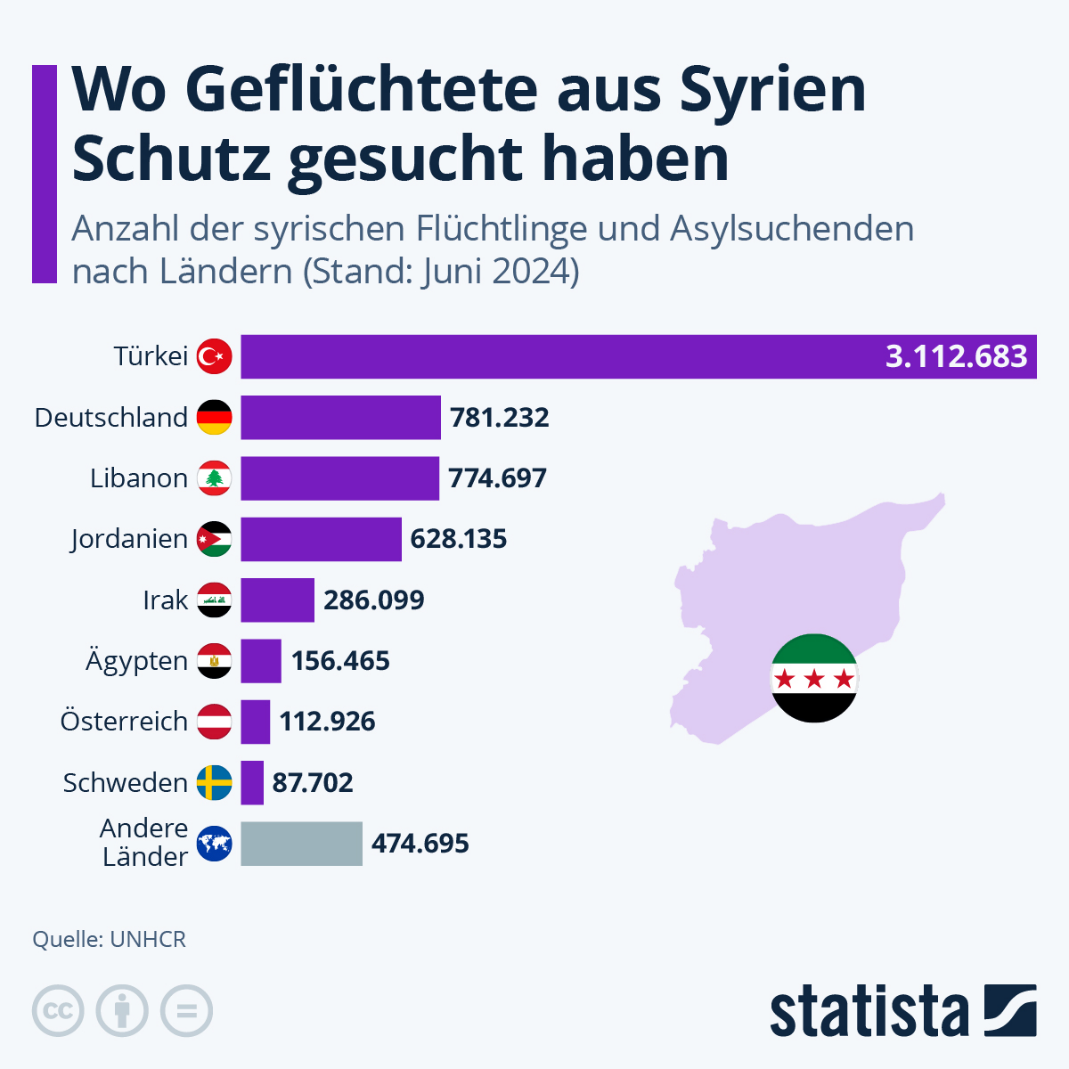 Wo Geflüchtete aus Syrien
Schutz gesucht haben
Anzahl der syrischen Flüchtlinge und Asylsuchenden
nach Ländern (Stand: Juni 2024)
Türkei 3.112.683
Deutschland 781.232
Libanon 774.697
Jordanien 628.135
Irak 286.099
Ägypten 156.465
Österreich 112.926
Schweden 87.702
Andere
Länder 474.695
Quelle: UNHCR
cc
statista